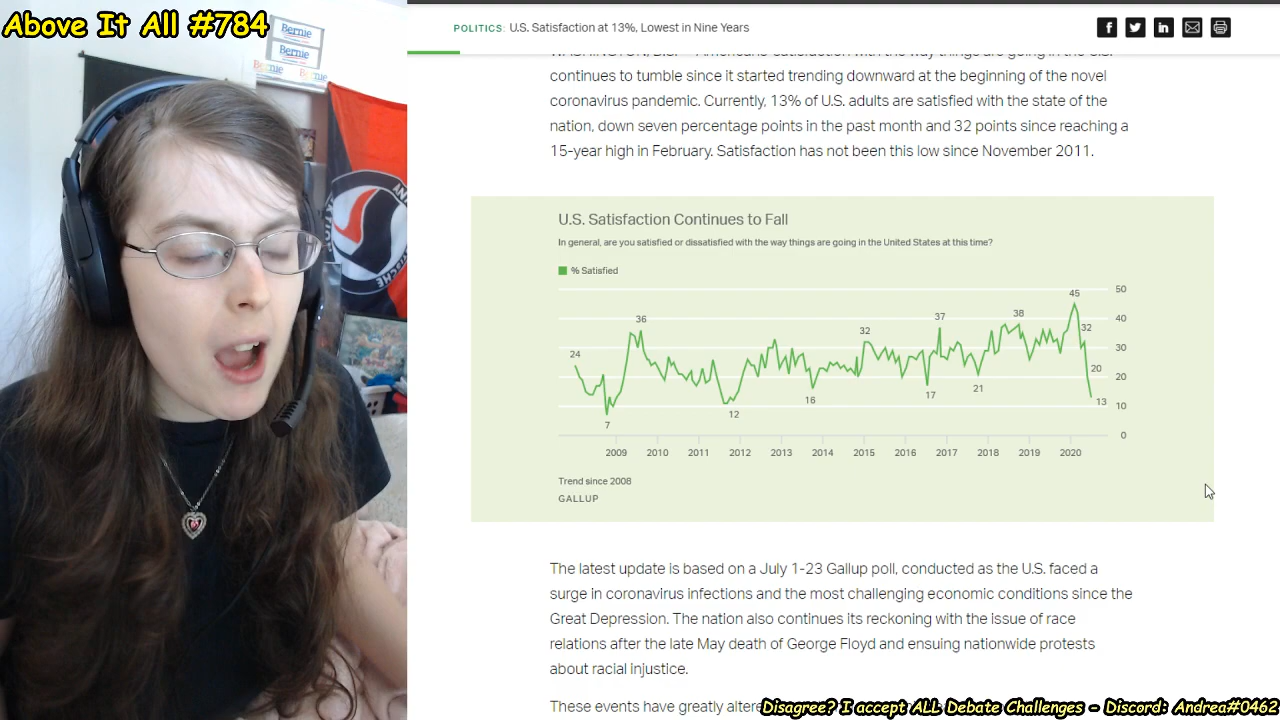 Above It All #784
Bernie
Bernie
POLITICS: U.S. Satisfaction at 13%, Lowest in Nine Years
continues to tumble since it started trending downward at the beginning of the novel
coronavirus pandemic. Currently, 13% of U.S. adults are satisfied with the state of the
nation, down seven percentage points in the past month and 32 points since reaching a
15-year high in February. Satisfaction has not been this low since November 2011.
U.S. Satisfaction Continues to Fall
In general, are you satisfied or dissatisfied with the way things are going in the United States at this time?
% Satisfied
50
45
40
38
37
36
32
32
30
24
21
20
20
17
16
13
12
10
7
0
2009 2010 2011 2012 2013 2014 2015 2016 2017 2018 2019 2020
Trend since 2008
GALLUP
The latest update is based on a July 1-23 Gallup poll, conducted as the U.S. faced a
surge in coronavirus infections and the most challenging economic conditions since the
Great Depression. The nation also continues its reckoning with the issue of race
relations after the late May death of George Floyd and ensuing nationwide protests
about racial injustice.
These events have greatly
Disagree? I accept ALL Debate Challenges - Discord: Andrea#0462